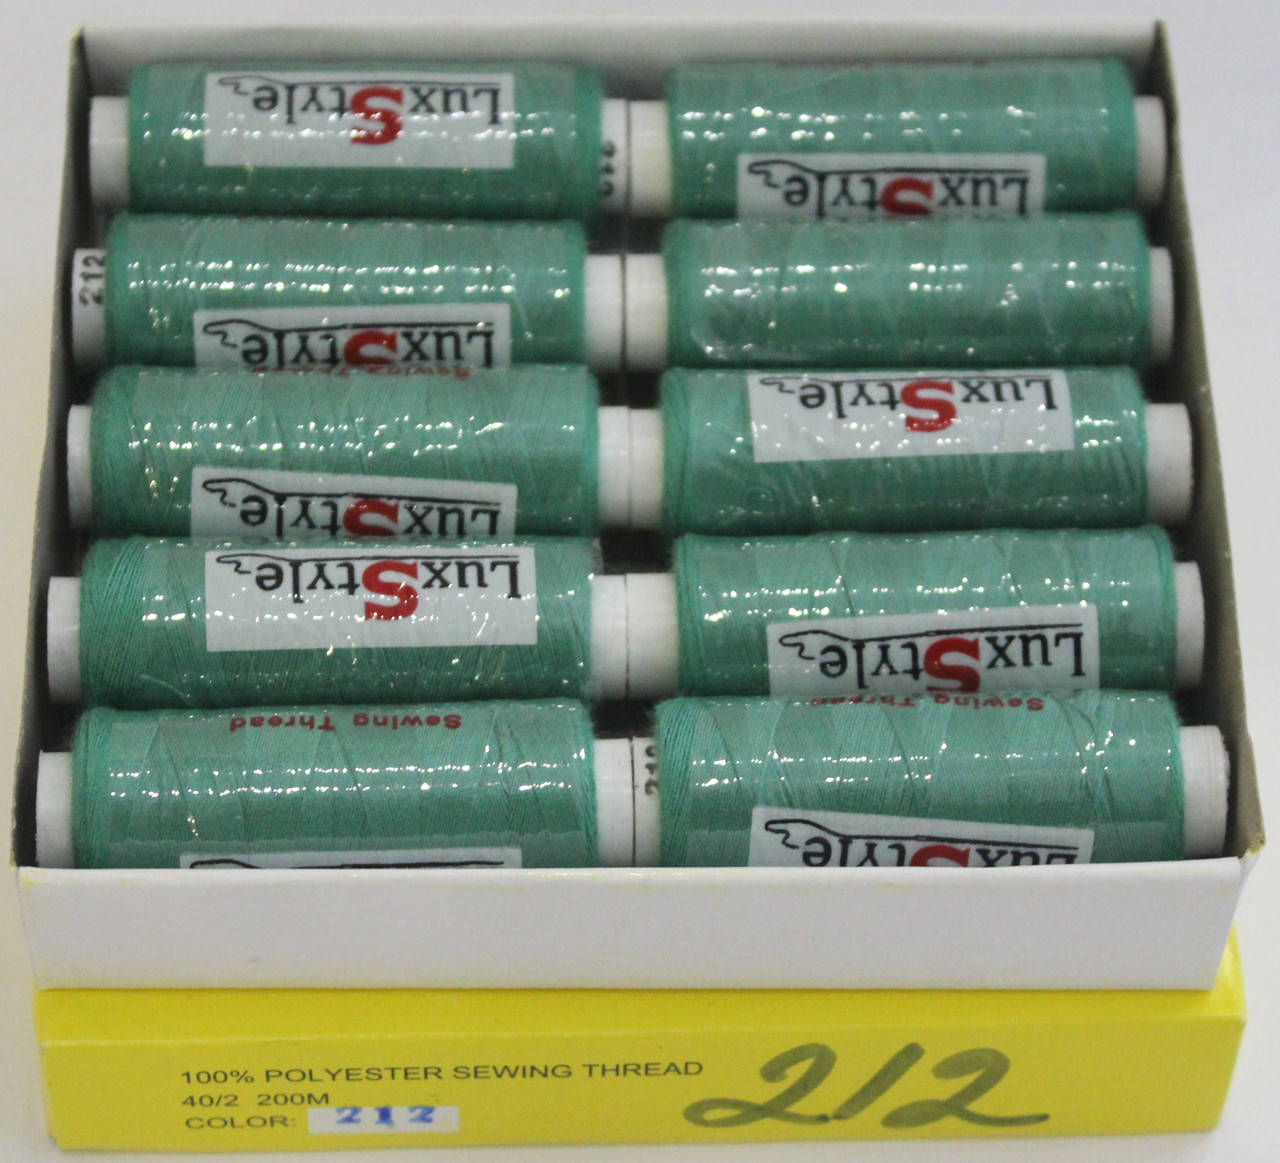 LuxStyle
LuxStyle
212
212
LuxStyle
Sewing Thread
LuxStyle
LuxStyle
LuxStyle
LuxStyle
Sewing Thread
Sewing Thread
LuxStyle
100% POLYESTER SEWING THREAD
40/2 200M
COLOR: 212
212